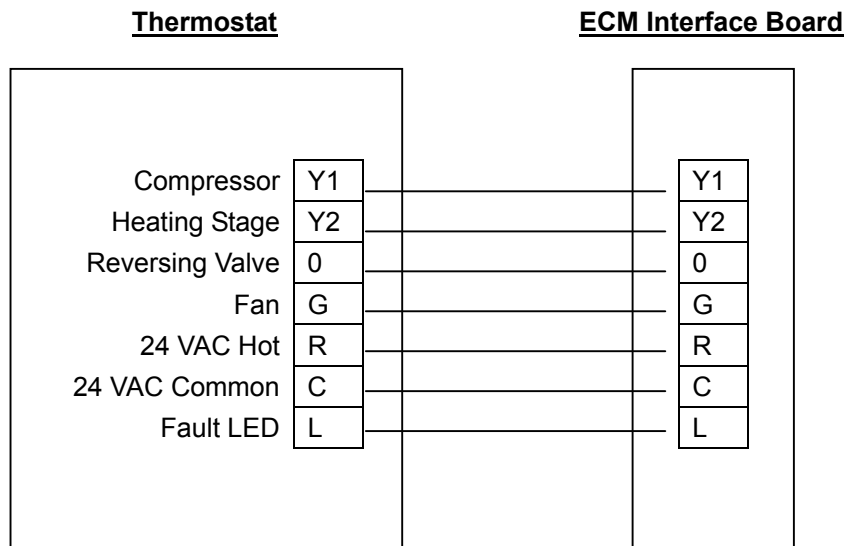 Thermostat ECM Interface Board
Compressor Y1 Y1
Heating Stage Y2 Y2
Reversing Valve 0 0
Fan G G
24 VAC Hot R R
24 VAC Common C C
Fault LED L L